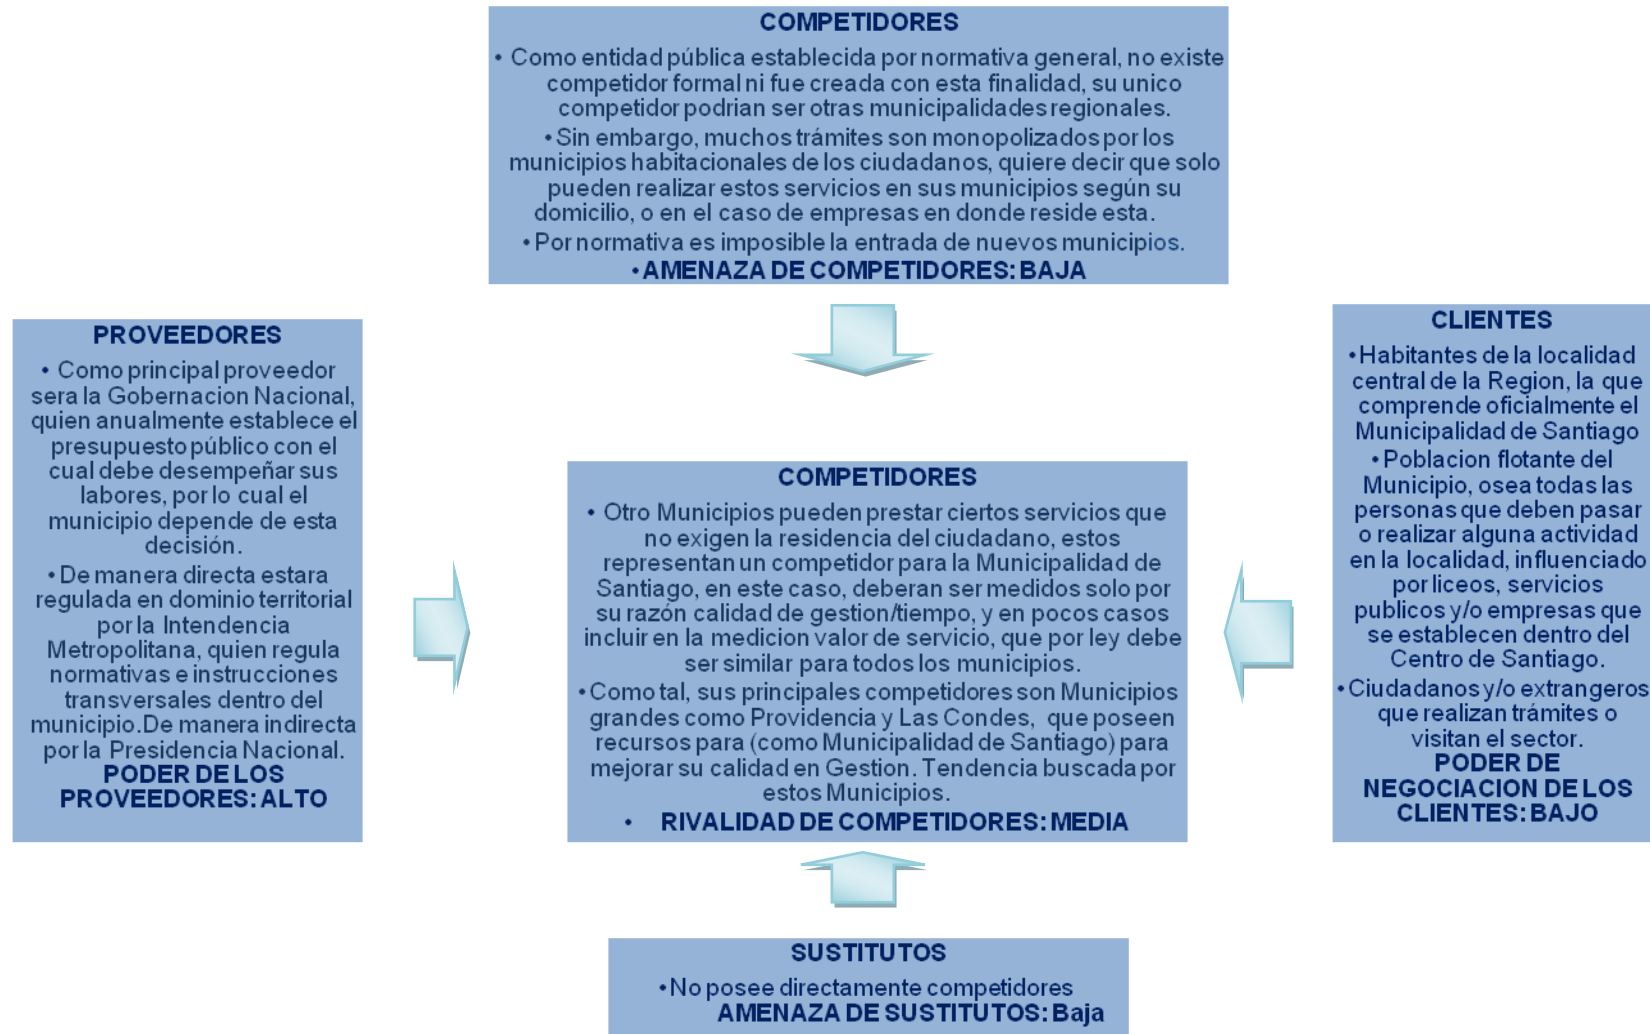 COMPETIDORES
• Como entidad pública establecida por normativa general, no existe
competidor formal ni fue creada con esta finalidad, su unico
competidor podrian ser otras municipalidades regionales.
• Sin embargo, muchos trámites son monopolizados por los
municipios habitacionales de los ciudadanos, quiere decir que solo
pueden realizar estos servicios en sus municipios según su
domicilio, o en el caso de empresas en donde reside esta.
• Por normativa es imposible la entrada de nuevos municipios.
• AMENAZA DE COMPETIDORES: BAJA
PROVEEDORES
• Como principal proveedor
sera la Gobernacion Nacional,
quien anualmente establece el
presupuesto público con el
cual debe desempeñar sus
labores, por lo cual el
municipio depende de esta
decisión.
• De manera directa estara
regulada en dominio territorial
por la Intendencia
Metropolitana, quien regula
normativas e instrucciones
transversales dentro del
municipio. De manera indirecta
por la Presidencia Nacional.
PODER DE LOS
PROVEEDORES: ALTO
COMPETIDORES
• Otro Municipios pueden prestar ciertos servicios que
no exigen la residencia del ciudadano, estos
representan un competidor para la Municipalidad de
Santiago, en este caso, deberan ser medidos solo por
su razón calidad de gestion/tiempo, y en pocos casos
incluir en la medicion valor de servicio, que por ley debe
ser similar para todos los municipios.
• Como tal, sus principales competidores son Municipios
grandes como Providencia y Las Condes, que poseen
recursos para (como Municipalidad de Santiago) para
mejorar su calidad en Gestion. Tendencia buscada por
estos Municipios.
• RIVALIDAD DE COMPETIDORES: MEDIA
CLIENTES
• Habitantes de la localidad
central de la Region, la que
comprende oficialmente el
Municipalidad de Santiago
• Poblacion flotante del
Municipio, osea todas las
personas que deben pasar
o realizar alguna actividad
en la localidad, influenciado
por liceos, servicios
publicos y/o empresas que
se establecen dentro del
Centro de Santiago.
• Ciudadanos y/o extrangeros
que realizan trámites o
visitan el sector.
PODER DE
NEGOCIACION DE LOS
CLIENTES: BAJO
SUSTITUTOS
• No posee directamente competidores
AMENAZA DE SUSTITUTOS: Baja